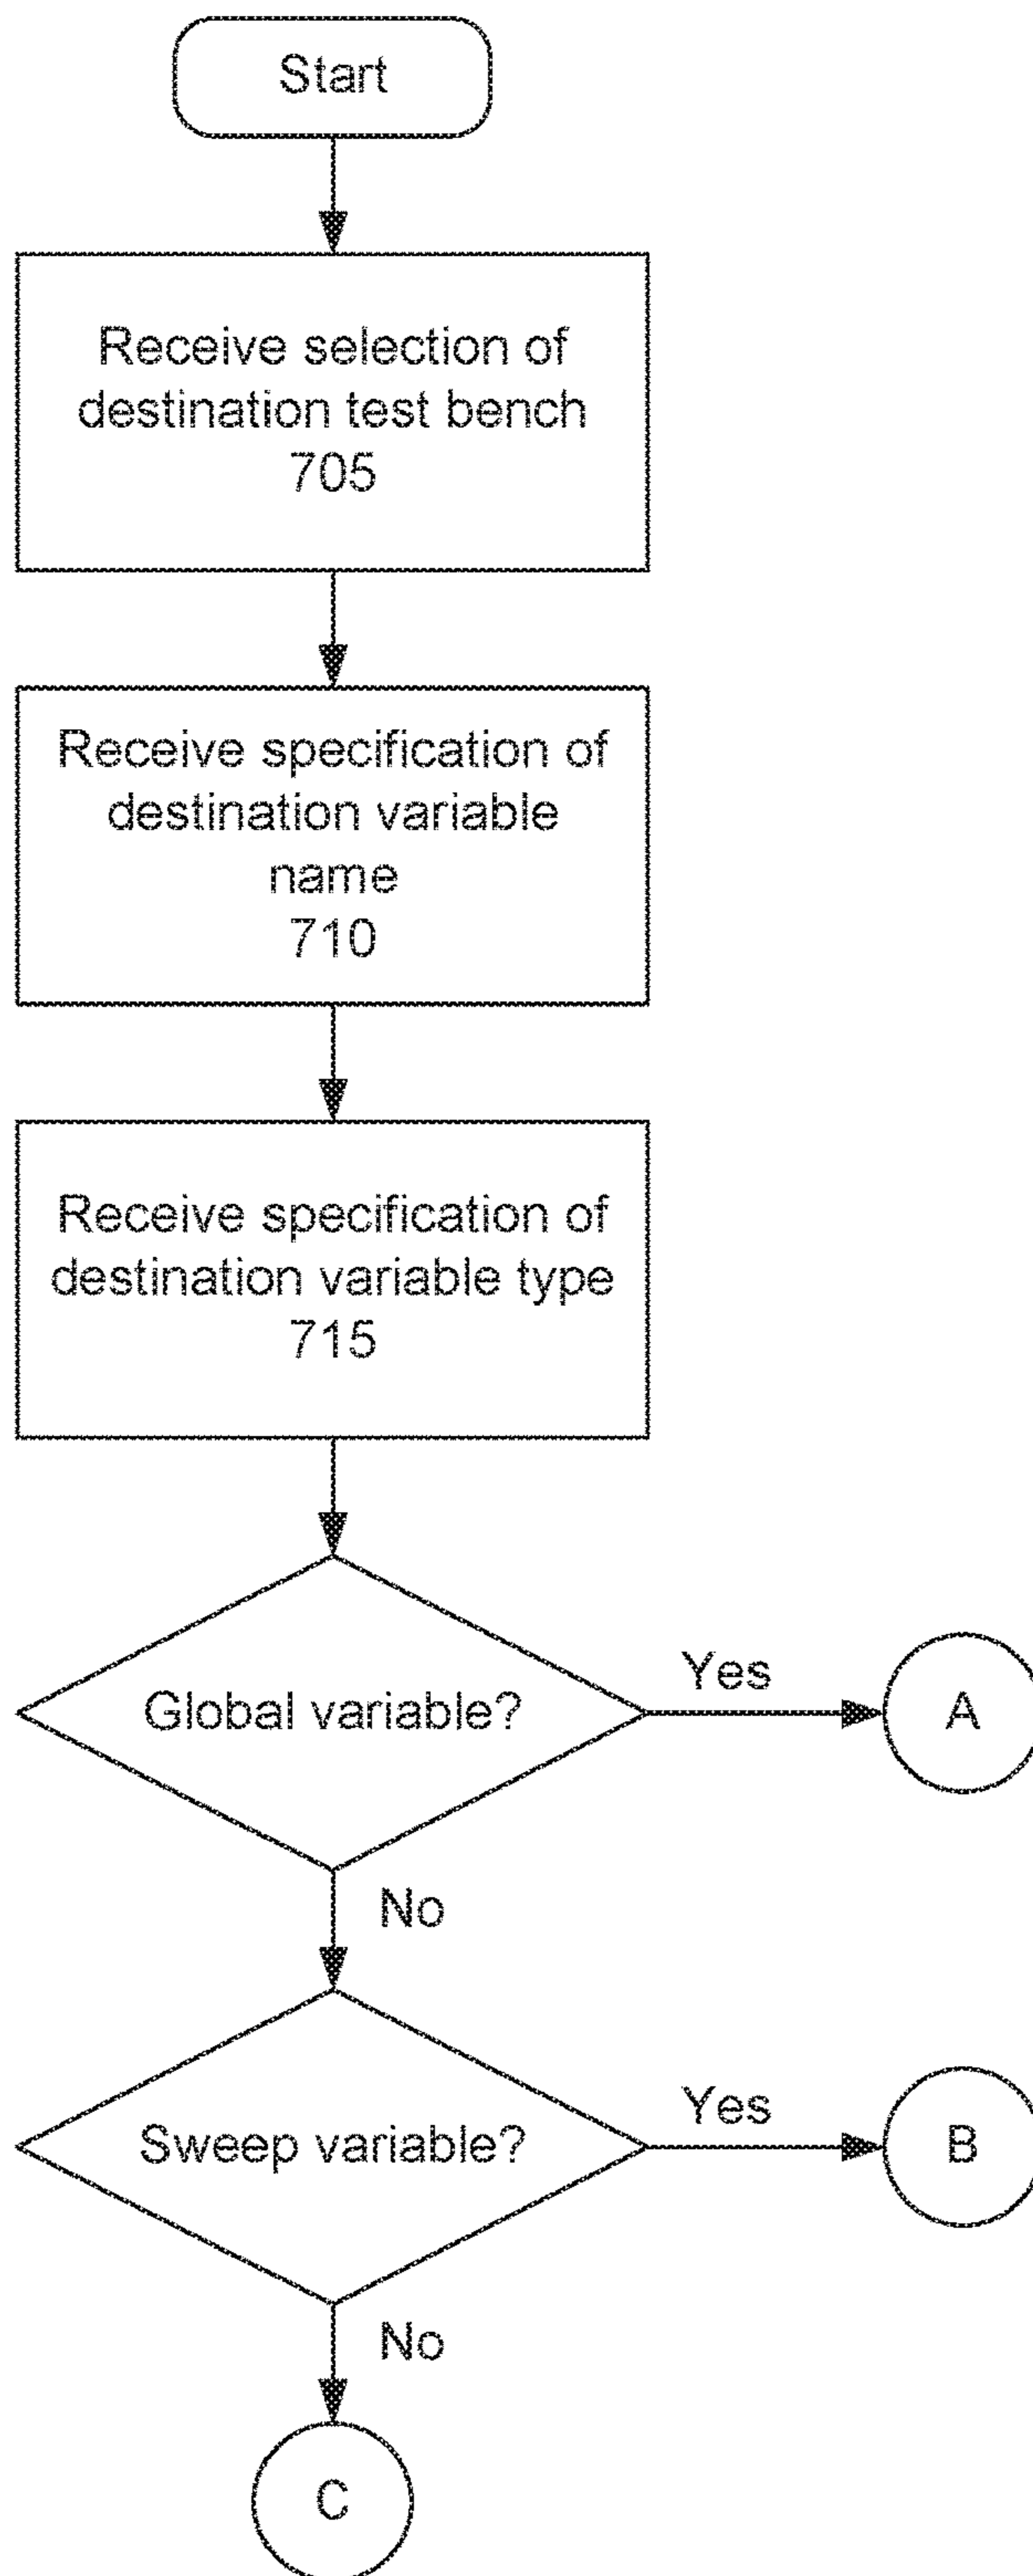 Start
Receive selection of
destination test bench
705
Receive specification of
destination variable
name
710
Receive specification of
destination variable type
715
Global variable?
Yes
A
No
Sweep variable?
Yes
B
No
C